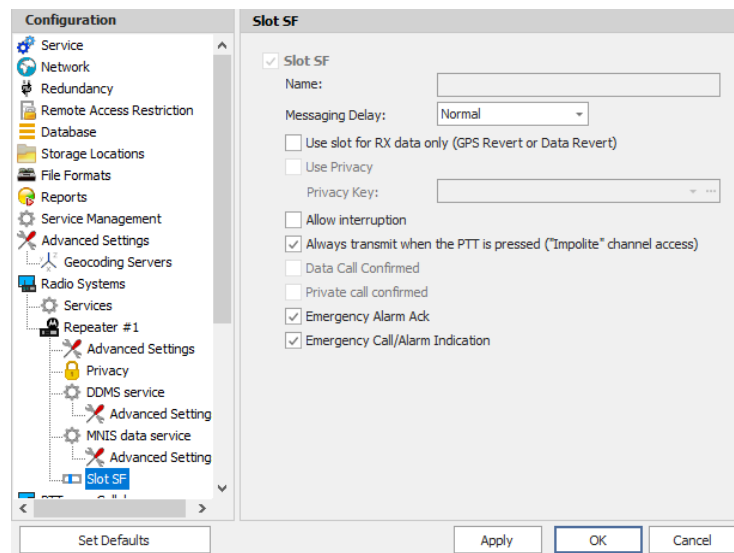 Configuration
Service
Network
Redundancy
Remote Access Restriction
Database
Storage Locations
File Formats
Reports
Service Management
Advanced Settings
Geocoding Servers
Radio Systems
Services
Repeater #1
Advanced Settings
Privacy
DDMS service
Advanced Setting
MNIS data service
Advanced Setting
Slot SF
Set Defaults
Slot SF
Slot SF
Name:
Messaging Delay: Normal
Use slot for RX data only (GPS Revert or Data Revert)
Use Privacy
Privacy Key:
Allow interruption
Always transmit when the PTT is pressed ("Impolite" channel access)
Data Call Confirmed
Private call confirmed
Emergency Alarm Ack
Emergency Call/Alarm Indication
Apply OK Cancel